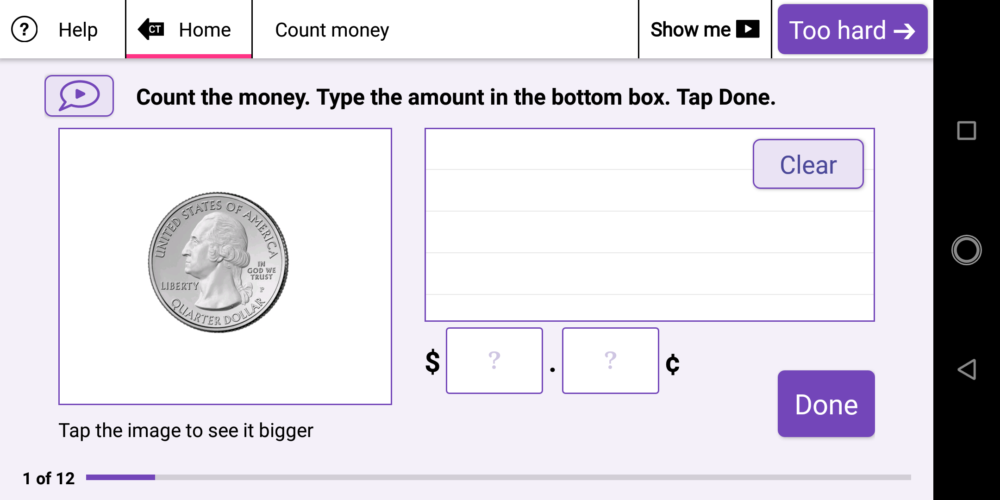 ? Help
CT Home
Count money
Show me
Too hard
Count the money. Type the amount in the bottom box. Tap Done.
UNITED STATES OF AMERICA
IN
GOD WE
TRUST
LIBERTY
P
QUARTER DOLLAR
Clear
$ ? . ? ¢
Done
Tap the image to see it bigger
1 of 12